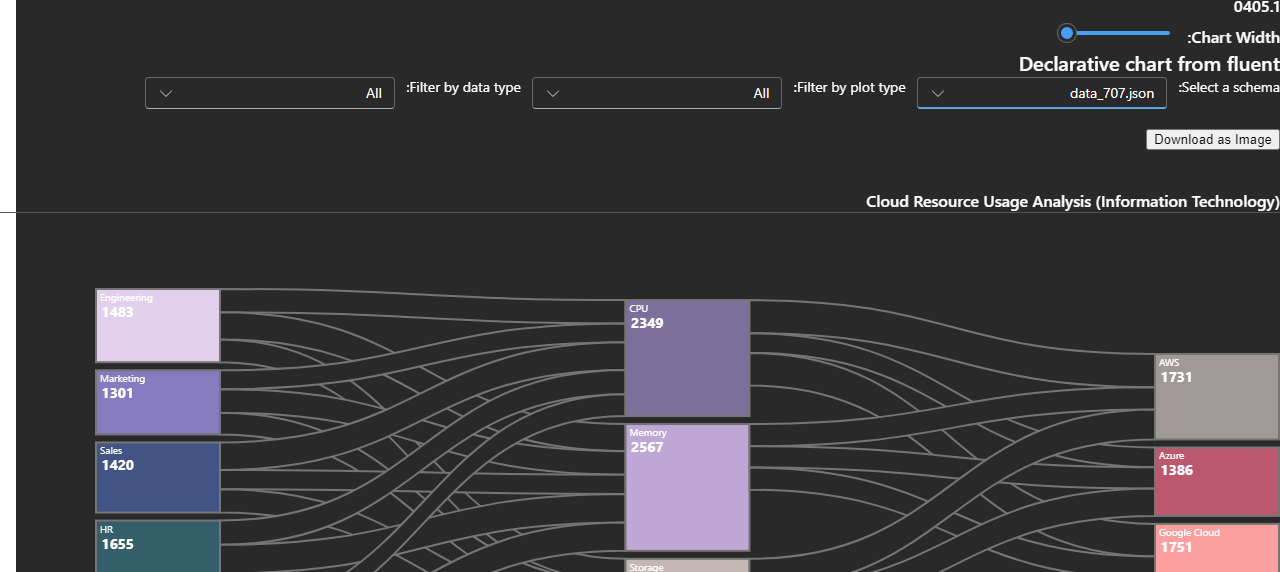 0405.1
:Chart Width
Declarative chart from fluent
:Select a schema
data_707.json
:Filter by plot type
All
:Filter by data type
All
Download as Image
Cloud Resource Usage Analysis (Information Technology)
Engineering
1483
Marketing
1301
Sales
1420
HR
1655
CPU
2349
Memory
2567
Storage
AWS
1731
Azure
1386
Google Cloud
1751